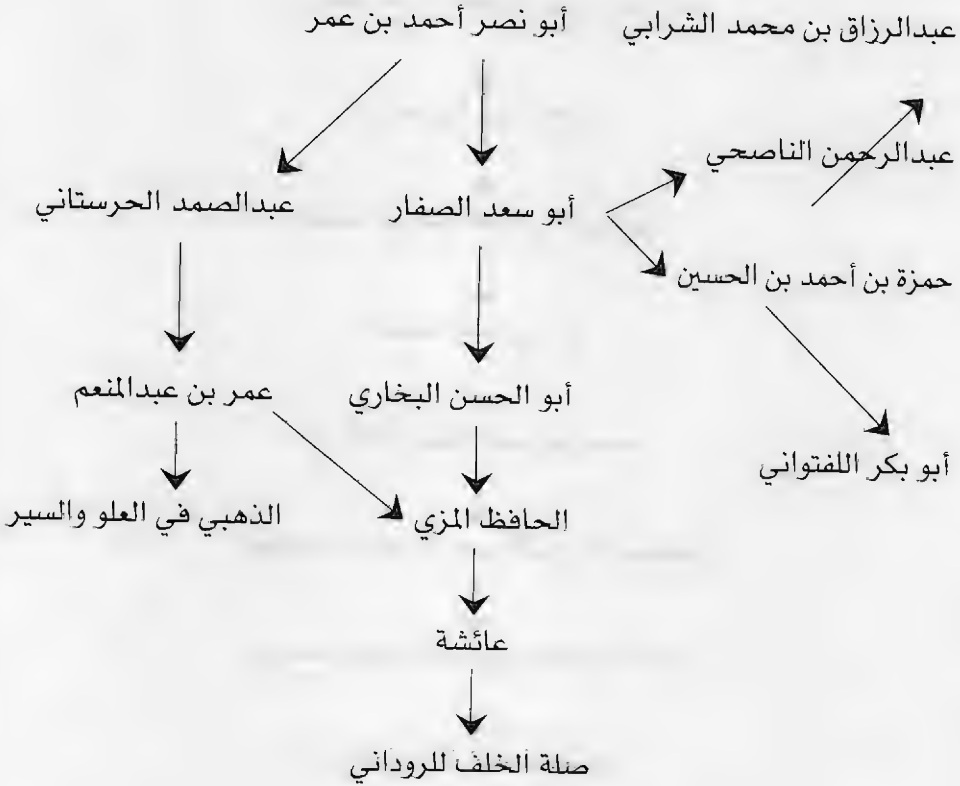 عبدالرزاق بن محمد الشرابي
أبو نصر أحمد بن عمر
عبدالرحمن الناصحي
أبو سعد الصفار
عبدالصمد الحرستاني
حمزة بن أحمد بن الحسين
أبو الحسن البخاري
عمر بن عبدالمنعم
أبو بكر اللفتواني
الحافظ المزي
الذهبي في العلو والسير
عائشة
صلة الخلف للروداني